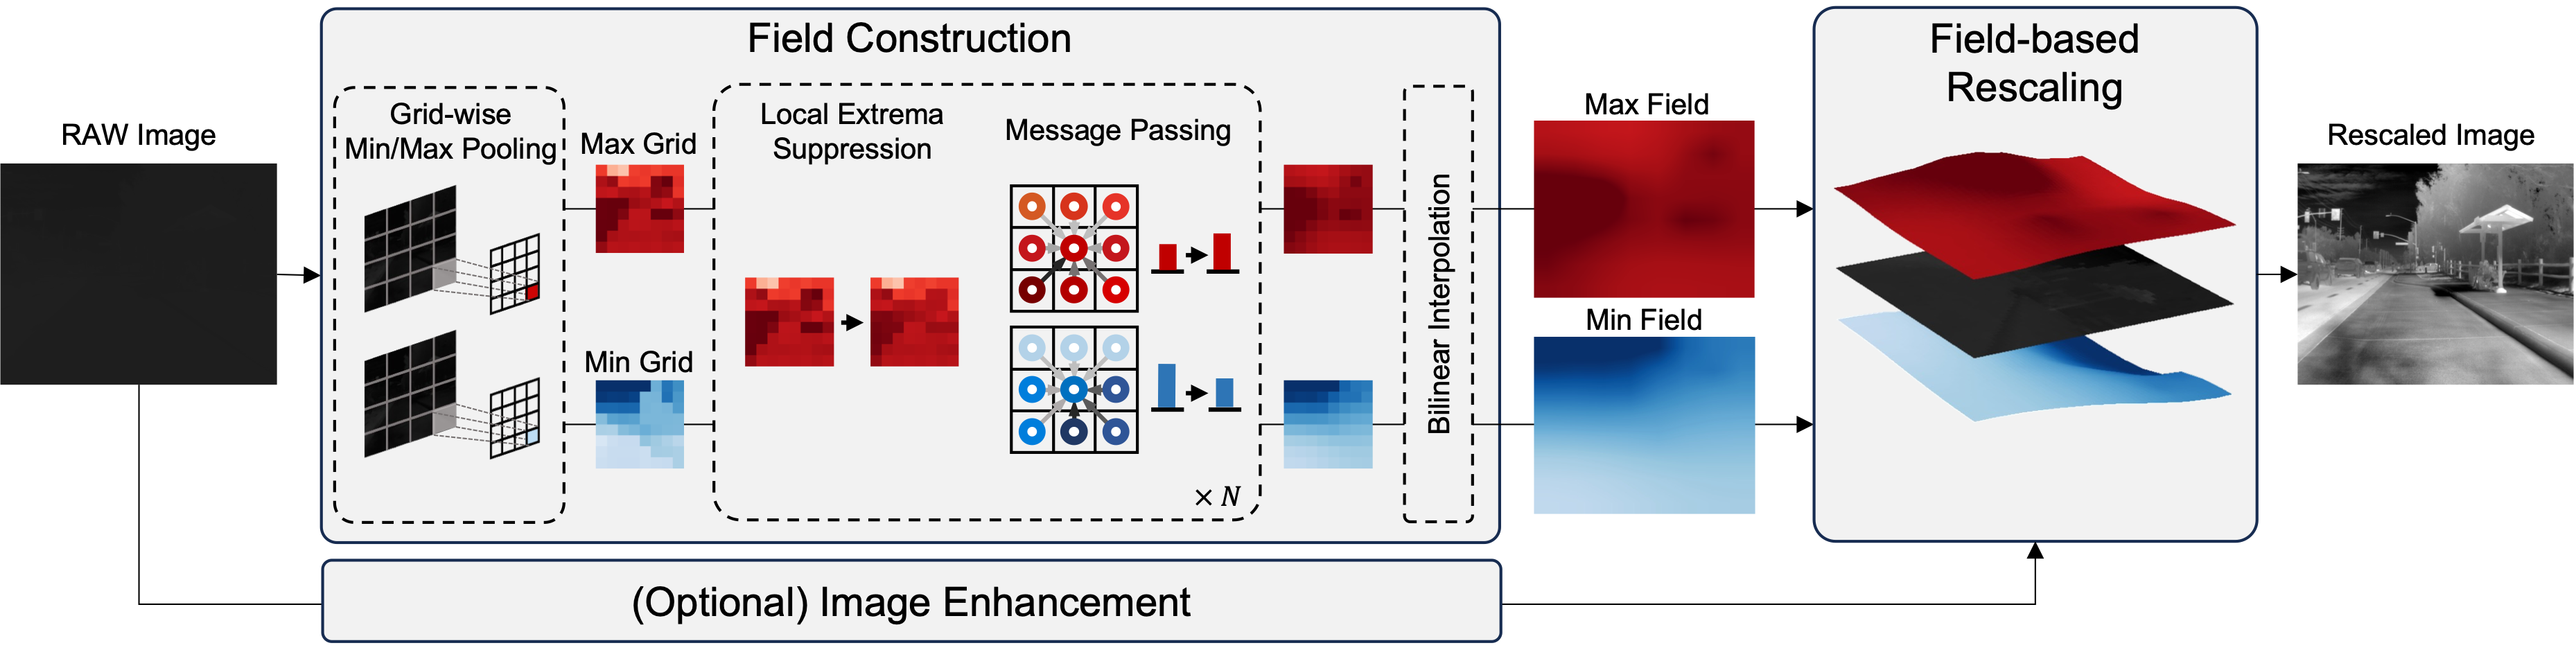 RAW Image
Field Construction
Grid-wise
Min/Max Pooling
Max Grid
Min Grid
Local Extrema
Suppression
Message Passing
× N
Bilinear Interpolation
Max Field
Min Field
Field-based
Rescaling
Rescaled Image
(Optional) Image Enhancement